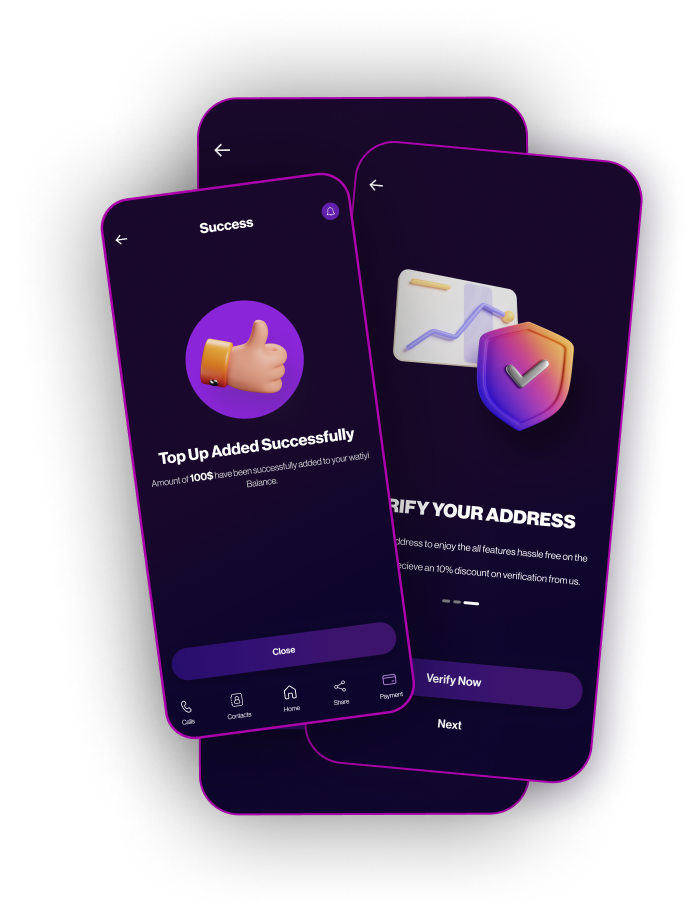 Success
Top Up Added Successfully
Amount of 100$ have been successfully added to your watiyi
Balance.
Close
Calls
Contacts
Home
Share
Payment
RIFY YOUR ADDRESS
ddress to enjoy the all features hassle free on the
ecieve an 10% discount on verification from us.
Verify Now
Next